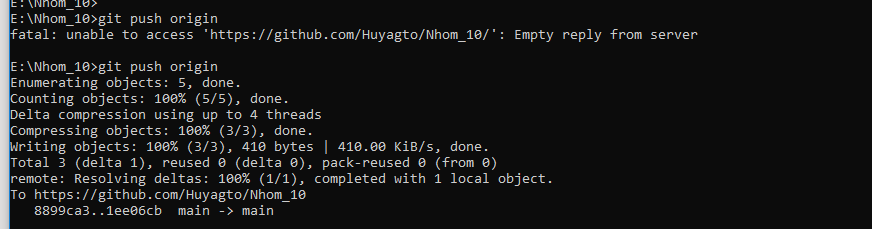 E:\Nhom_10>
E:\Nhom_10>git push origin
fatal: unable to access 'https://github.com/Huyagto/Nhom_10/': Empty reply from server
E:\Nhom_10>git push origin
Enumerating objects: 5, done.
Counting objects: 100% (5/5), done.
Delta compression using up to 4 threads
Compressing objects: 100% (3/3), done.
Writing objects: 100% (3/3), 410 bytes | 410.00 KiB/s, done.
Total 3 (delta 1), reused 0 (delta 0), pack-reused 0 (from 0)
remote: Resolving deltas: 100% (1/1), completed with 1 local object.
To https://github.com/Huyagto/Nhom_10
   8899ca3..1ee06cb  main -> main